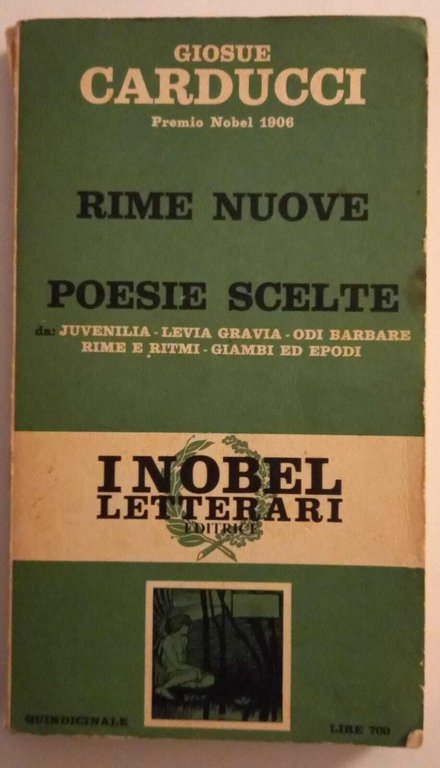 GIOSUE
CARDUCCI
Premio Nobel 1906
RIME NUOVE
POESIE SCELTE
da: JUVENILIA - LEVIA GRAVIA - ODI BARBARE
RIME E RITMI - GIAMBI ED EPODI
I NOBEL
LETTERARI
EDITRICE
QUINDICINALE
LIRE 700